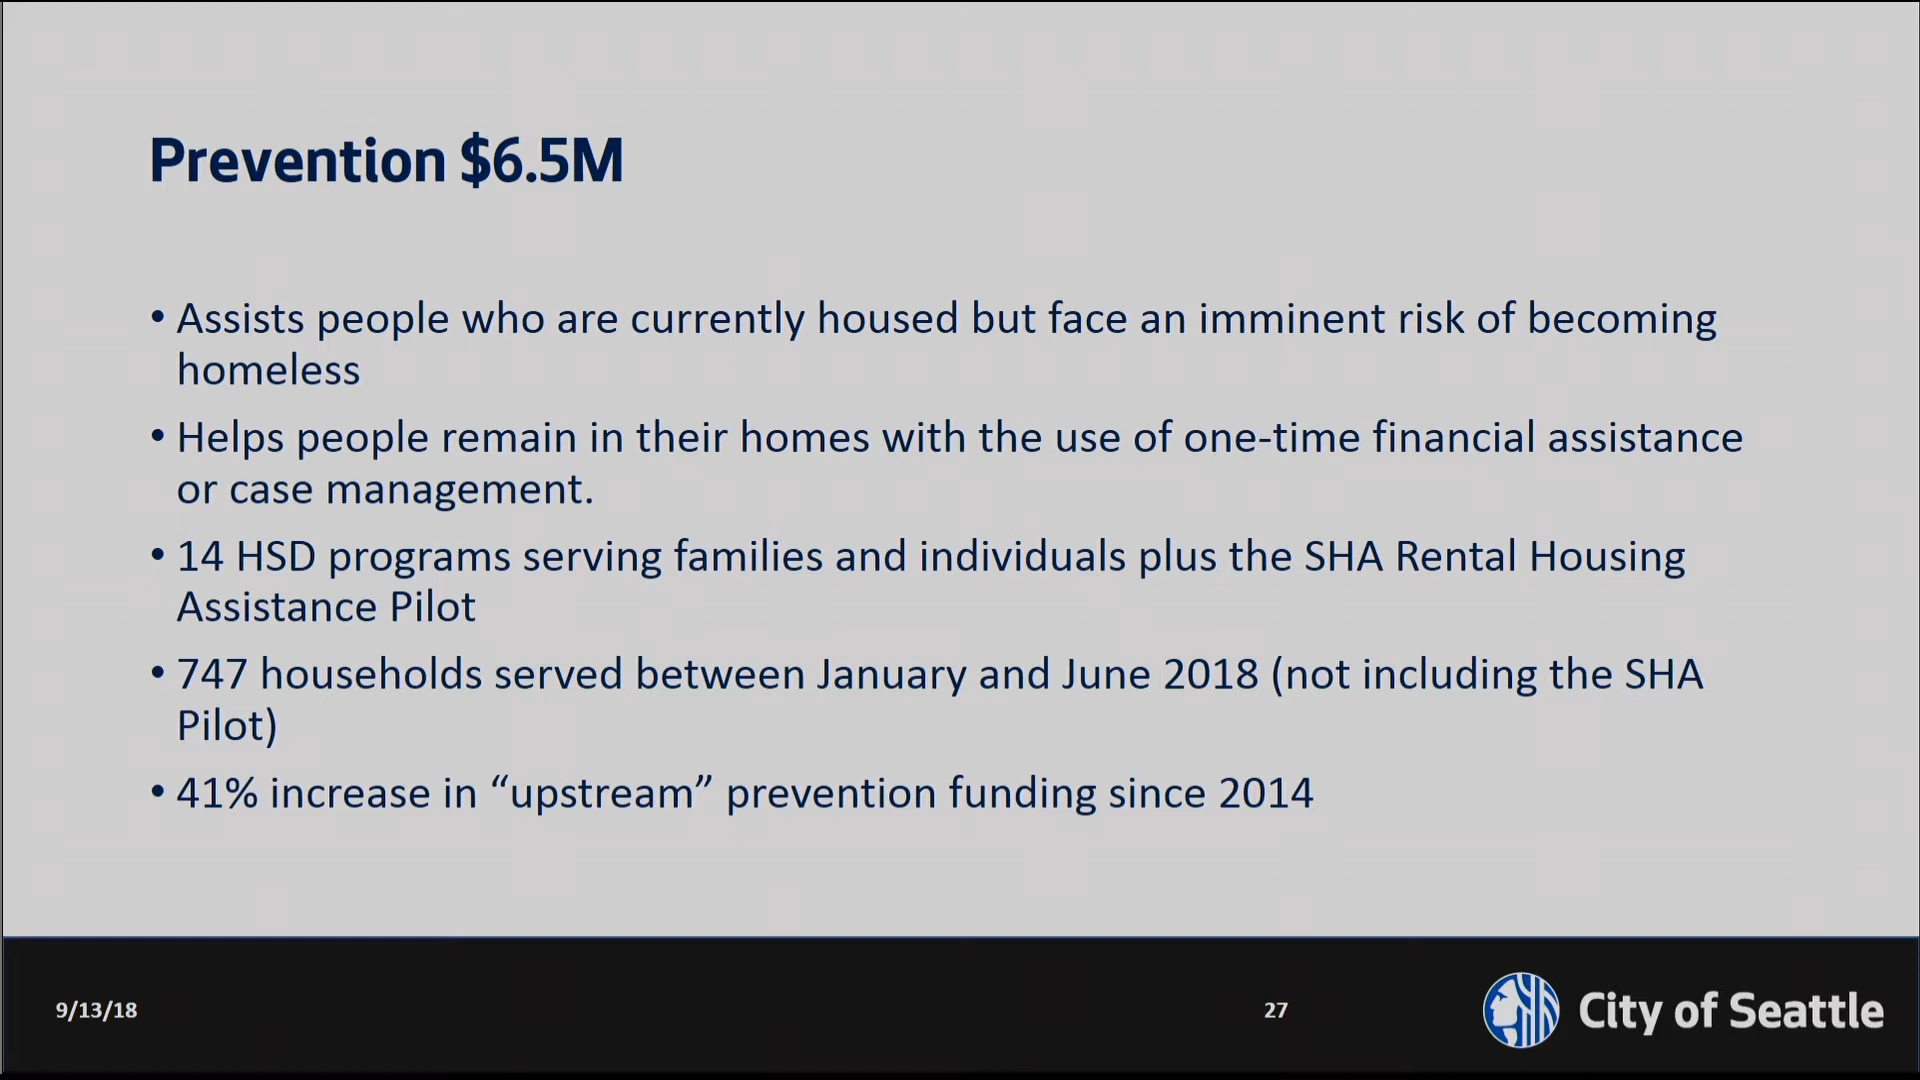 Prevention $6.5M
• Assists people who are currently housed but face an imminent risk of becoming
homeless
• Helps people remain in their homes with the use of one-time financial assistance
or case management.
• 14 HSD programs serving families and individuals plus the SHA Rental Housing
Assistance Pilot
• 747 households served between January and June 2018 (not including the SHA
Pilot)
• 41% increase in “upstream” prevention funding since 2014
9/13/18
27
City of Seattle